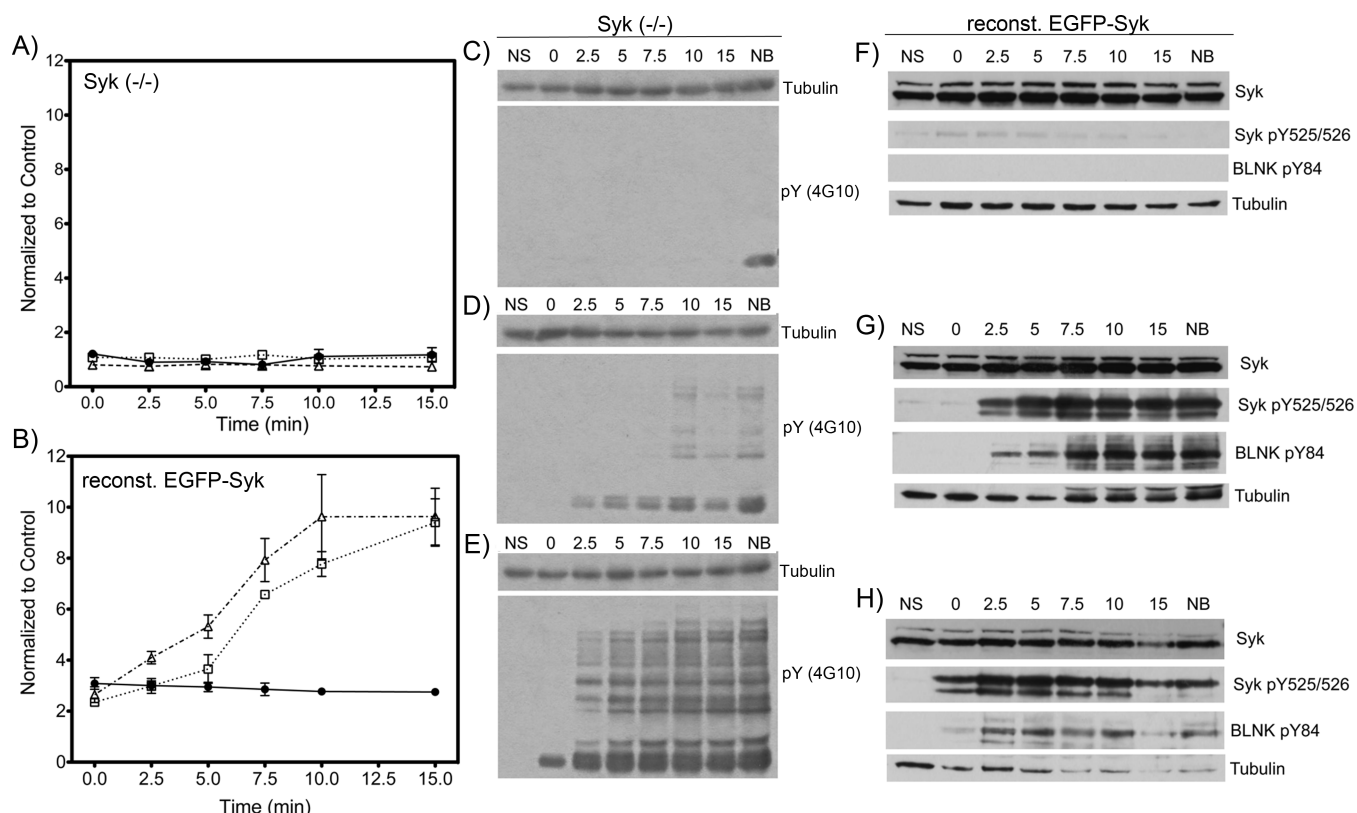 A)
Syk (-/-)
12
10
8
6
4
2
0
Normalized to Control
0.0 2.5 5.0 7.5 10.0 12.5 15.0
Time (min)
B)
reconst. EGFP-Syk
12
10
8
6
4
2
0
Normalized to Control
0.0 2.5 5.0 7.5 10.0 12.5 15.0
Time (min)
Syk (-/-)
C)
NS 0 2.5 5 7.5 10 15 NB
Tubulin
pY (4G10)
D)
NS 0 2.5 5 7.5 10 15 NB
Tubulin
pY (4G10)
E)
NS 0 2.5 5 7.5 10 15 NB
Tubulin
pY (4G10)
reconst. EGFP-Syk
F)
NS 0 2.5 5 7.5 10 15 NB
Syk
Syk pY525/526
BLNK pY84
Tubulin
G)
NS 0 2.5 5 7.5 10 15 NB
Syk
Syk pY525/526
BLNK pY84
Tubulin
H)
NS 0 2.5 5 7.5 10 15 NB
Syk
Syk pY525/526
BLNK pY84
Tubulin